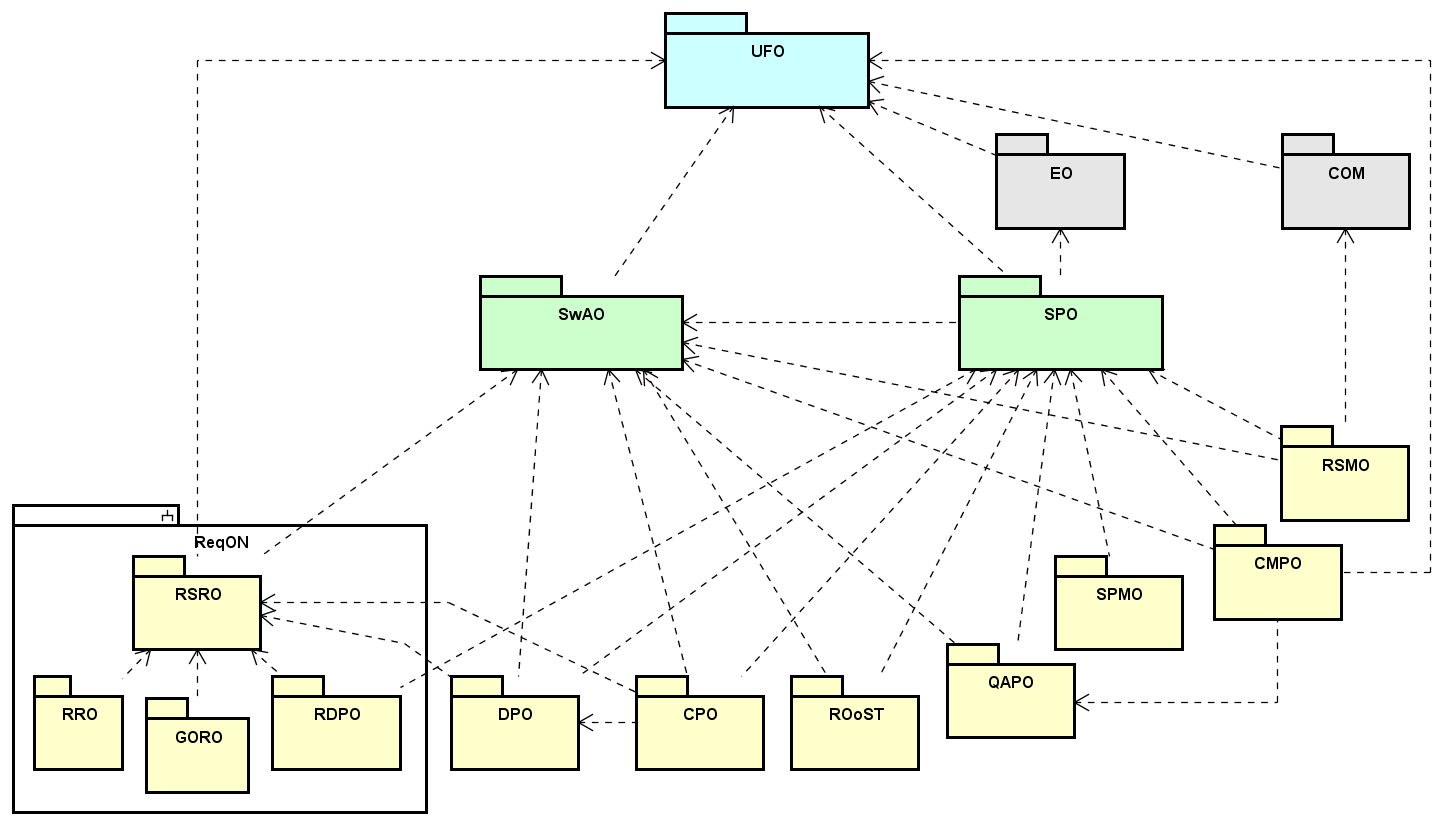 UFO
EO
COM
SwAO
SPO
RSMO
ReqON
CMPO
RSRO
SPMO
QAPO
RRO
GORO
RDPO
DPO
CPO
ROoST